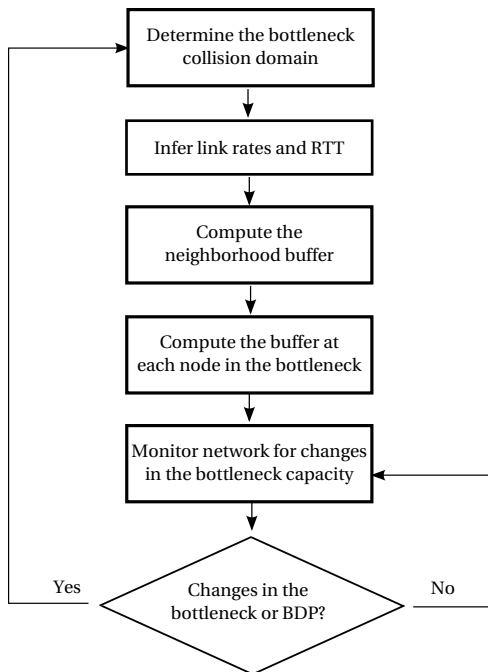 Determine the bottleneck
collision domain
Infer link rates and RTT
Compute the
neighborhood buffer
Compute the buffer at
each node in the bottleneck
Monitor network for changes
in the bottleneck capacity
Yes
Changes in the
bottleneck or BDP?
No